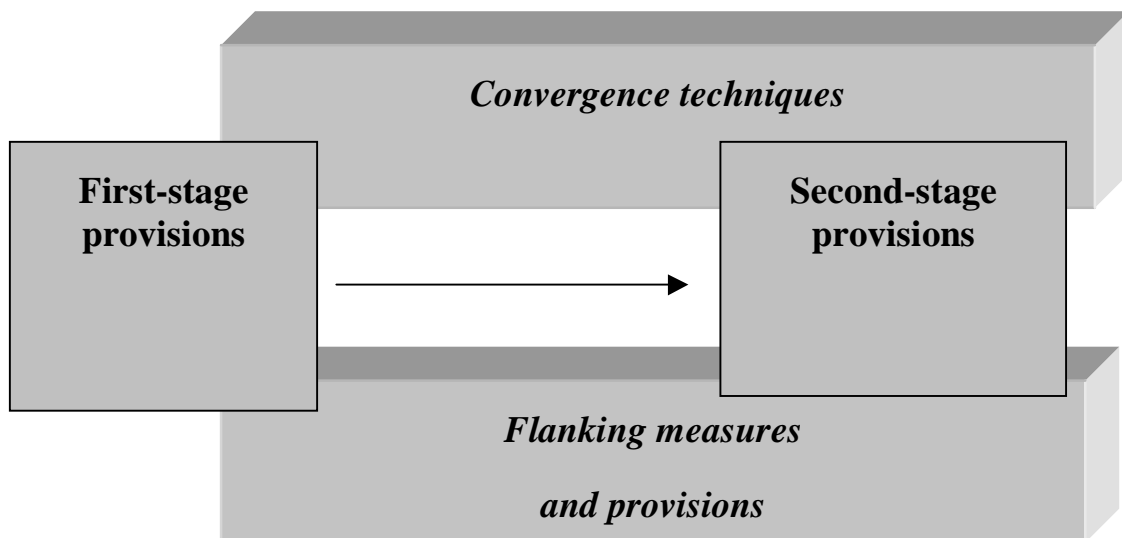 Convergence techniques
First-stage
provisions
Second-stage
provisions
Flanking measures
and provisions